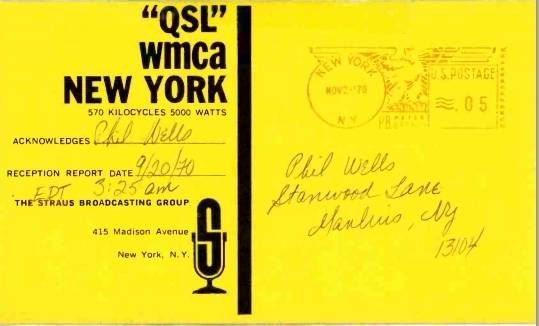 "QSL"
wmca
NEW YORK
570 KILOCYCLES 5000 WATTS
ACKNOWLEDGES Phil Wells
RECEPTION REPORT DATE 9/20/70
EDT 3:25 am
THE STRAUS BROADCASTING GROUP
415 Madison Avenue
New York, N.Y.
S
NEW YORK
NOV 2-'70
N.Y.
U.S. POSTAGE
.05
P.B. METER
Phil Wells
Stanwood Lane
Manlius, NY
13104